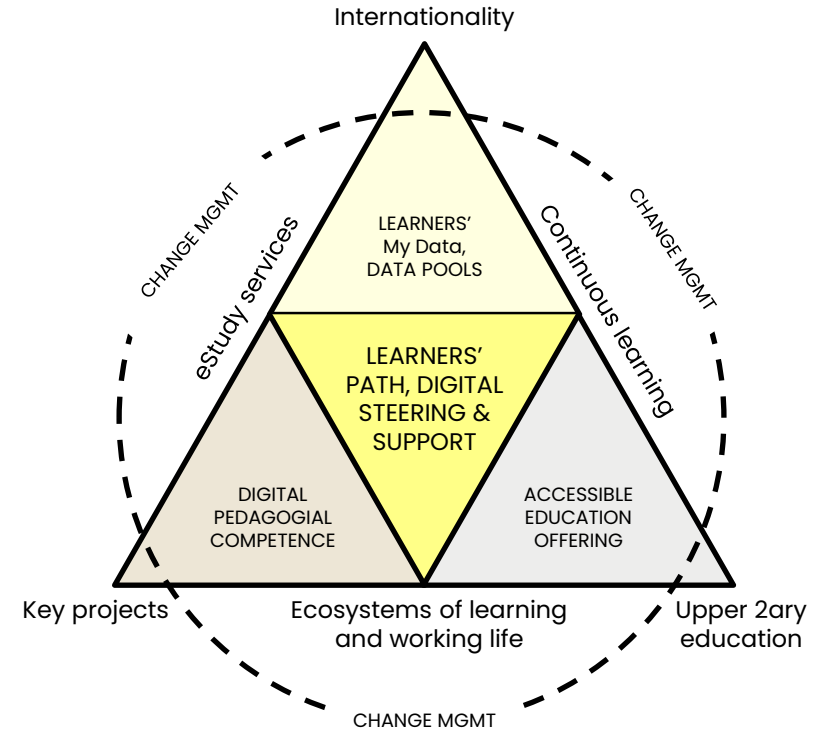 Internationality
CHANGE MGMT
CHANGE MGMT
eStudy services
Continuous learning
LEARNERS’
My Data,
DATA POOLS
LEARNERS’
PATH, DIGITAL
STEERING &
SUPPORT
DIGITAL
PEDAGOGIAL
COMPETENCE
ACCESSIBLE
EDUCATION
OFFERING
Key projects
Ecosystems of learning
and working life
Upper 2ary
education
CHANGE MGMT